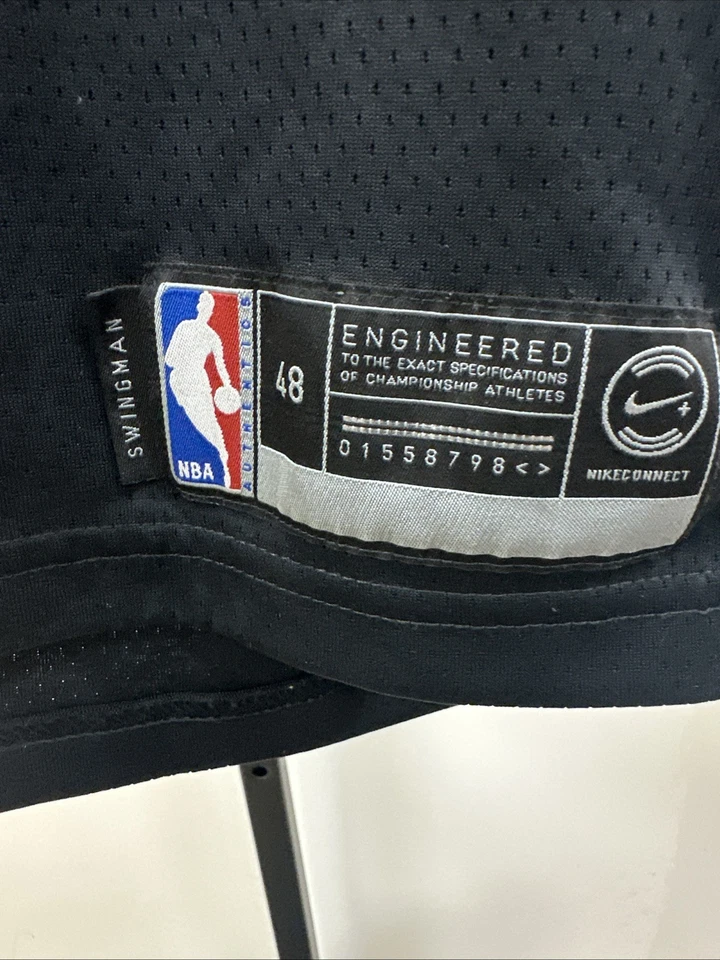 SWINGMAN
NBA
AUTHENTICS
48
ENGINEERED
TO THE EXACT SPECIFICATIONS
OF CHAMPIONSHIP ATHLETES
01558798<>
NIKECONNECT